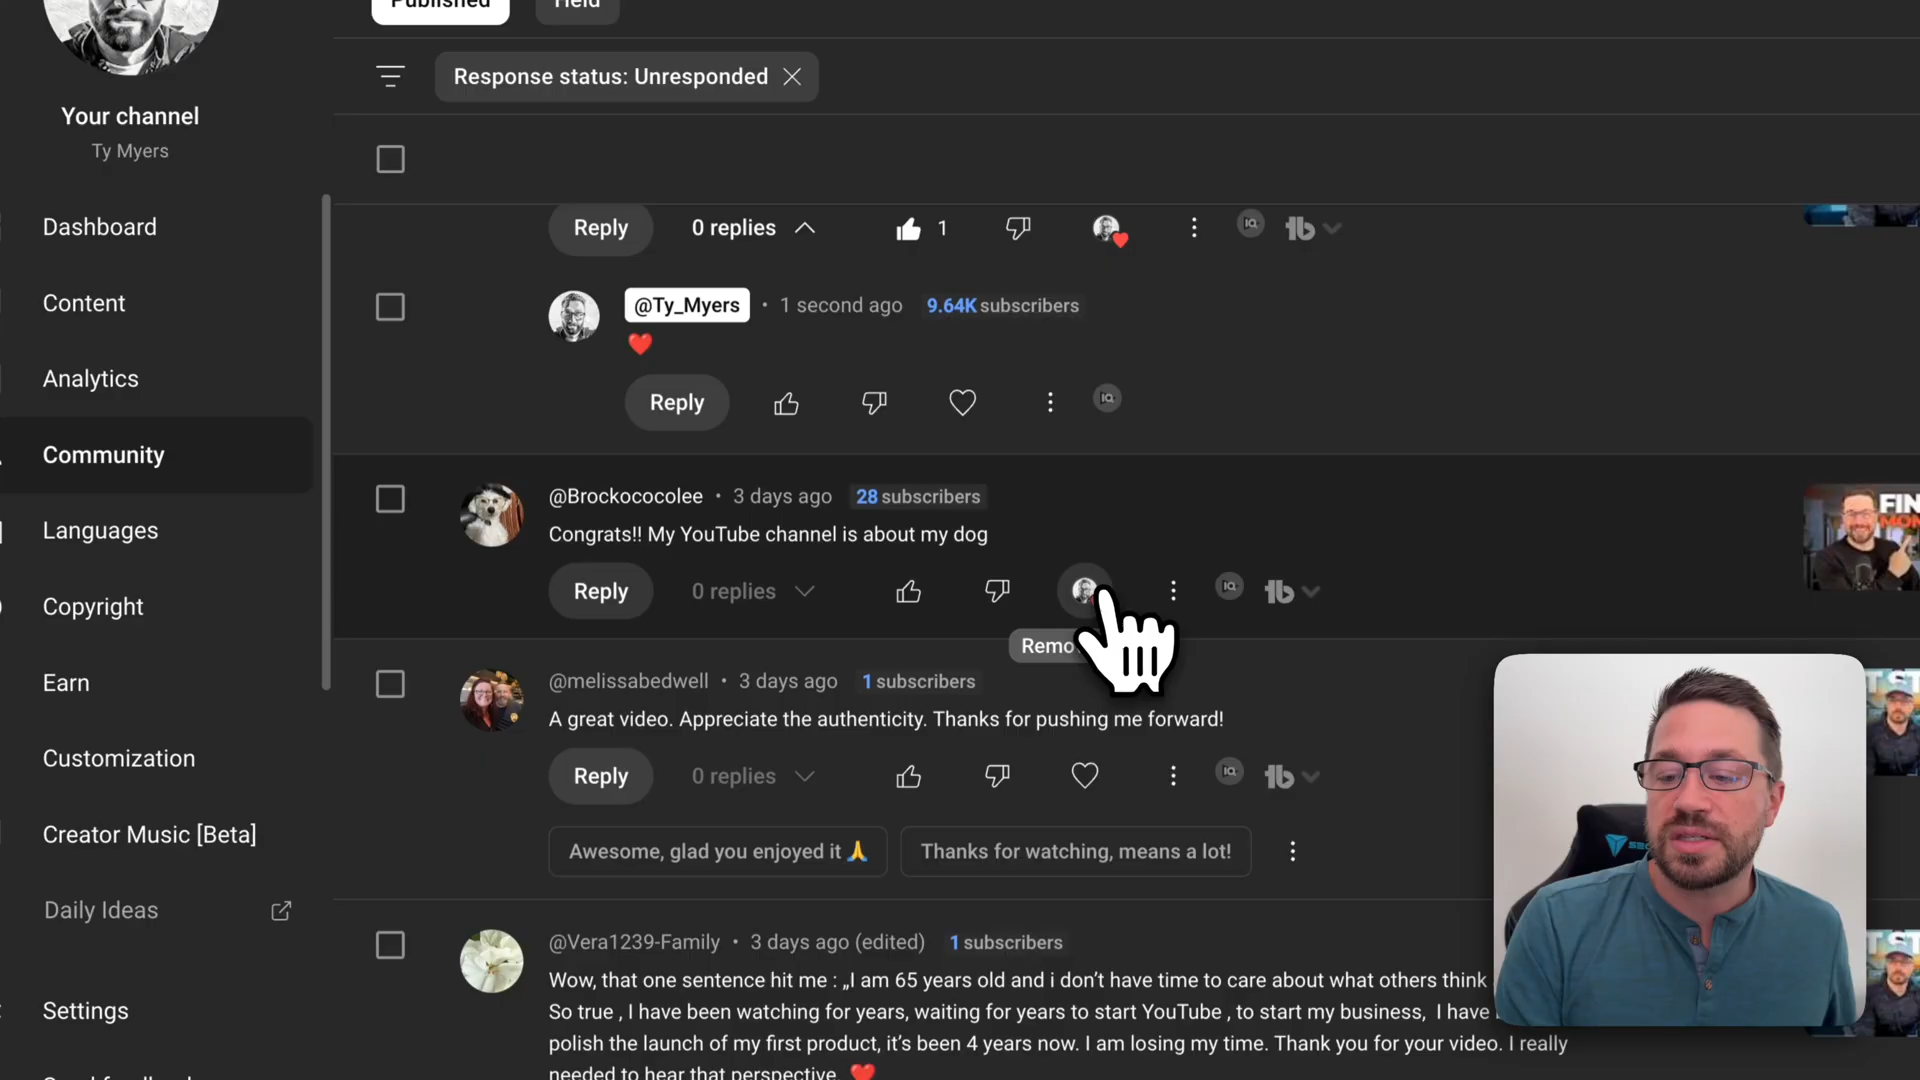 Published
Held
Response status: Unresponded
Your channel
Ty Myers
Dashboard
Content
Analytics
Community
Languages
Copyright
Earn
Customization
Creator Music [Beta]
Daily Ideas
Settings
Send feedback
Reply 0 replies 1
@Ty_Myers • 1 second ago 9.64K subscribers
❤️
Reply
@Brockococolee • 3 days ago 28 subscribers
Congrats!! My YouTube channel is about my dog
Reply 0 replies
@melissabedwell • 3 days ago 1 subscribers
A great video. Appreciate the authenticity. Thanks for pushing me forward!
Reply 0 replies
Awesome, glad you enjoyed it 🙏 Thanks for watching, means a lot!
@Vera1239-Family • 3 days ago (edited) 1 subscribers
Wow, that one sentence hit me : „I am 65 years old and i don’t have time to care about what others think
So true , I have been watching for years, waiting for years to start YouTube , to start my business, I have
polish the launch of my first product, it’s been 4 years now. I am losing my time. Thank you for your video. I really
needed to hear that perspective. ❤️